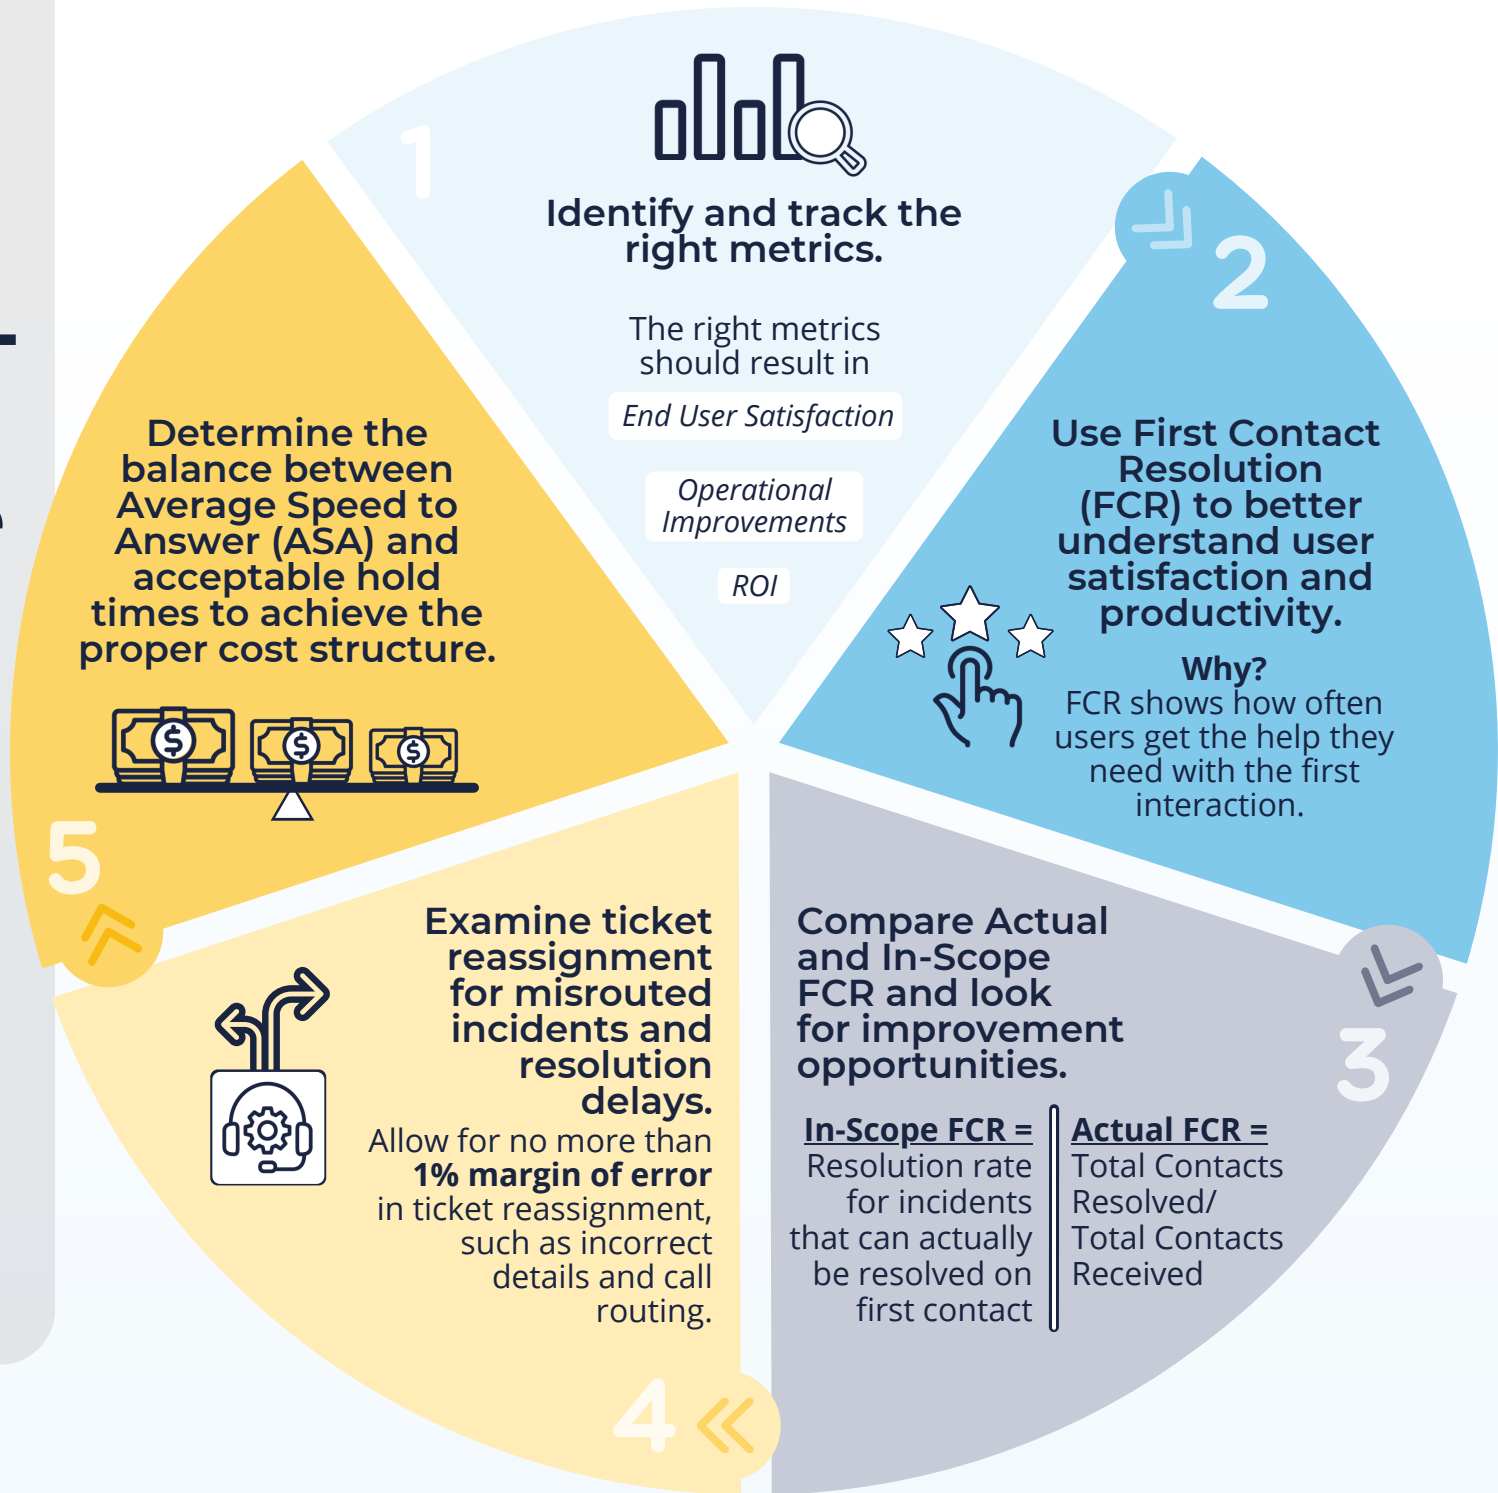 1
Identify and track the
right metrics.
The right metrics
should result in
End User Satisfaction
Operational
Improvements
ROI
2
Use First Contact
Resolution
(FCR) to better
understand user
satisfaction and
productivity.
Why?
FCR shows how often
users get the help they
need with the first
interaction.
3
Compare Actual
and In-Scope
FCR and look
for improvement
opportunities.
In-Scope FCR =
Resolution rate
for incidents
that can actually
be resolved on
first contact
Actual FCR =
Total Contacts
Resolved/
Total Contacts
Received
4
Examine ticket
reassignment
for misrouted
incidents and
resolution
delays.
Allow for no more than
1% margin of error
in ticket reassignment,
such as incorrect
details and call
routing.
5
Determine the
balance between
Average Speed to
Answer (ASA) and
acceptable hold
times to achieve the
proper cost structure.
$
$
$